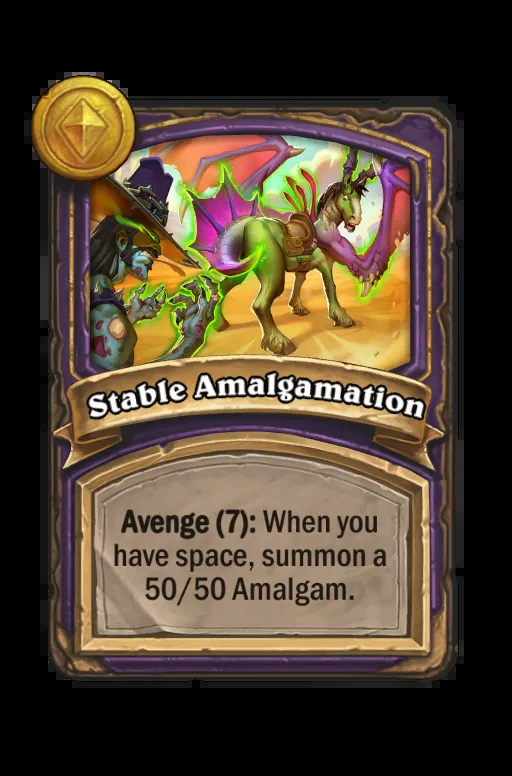 Stable Amalgamation
Avenge (7): When you
have space, summon a
50/50 Amalgam.